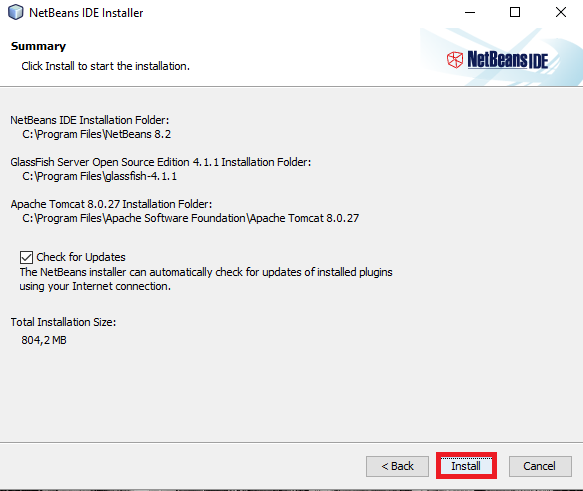 NetBeans IDE Installer
Summary
Click Install to start the installation.
NetBeans IDE
NetBeans IDE Installation Folder:
C:\Program Files\NetBeans 8.2
GlassFish Server Open Source Edition 4.1.1 Installation Folder:
C:\Program Files\glassfish-4.1.1
Apache Tomcat 8.0.27 Installation Folder:
C:\Program Files\Apache Software Foundation\Apache Tomcat 8.0.27
Check for Updates
The NetBeans installer can automatically check for updates of installed plugins
using your Internet connection.
Total Installation Size:
804,2 MB
< Back Install Cancel